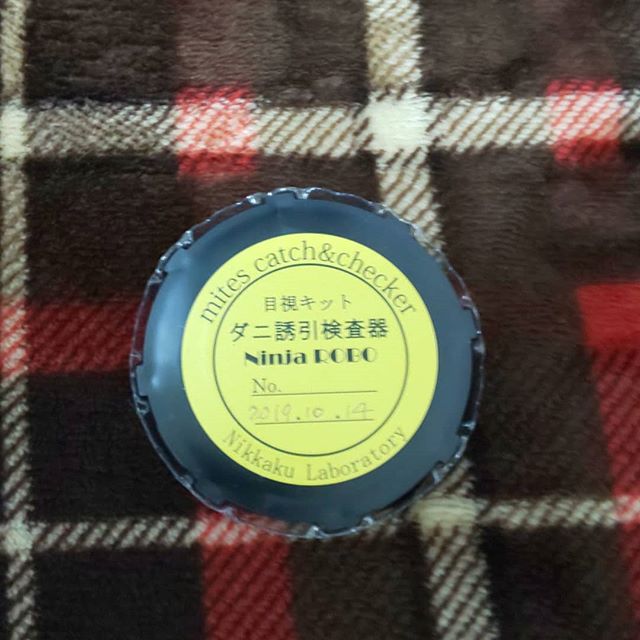 mites catch&checker
目視キット
ダニ誘引検査器
Ninja ROBO
No.
2019.10.14
Nikkaku Laboratory